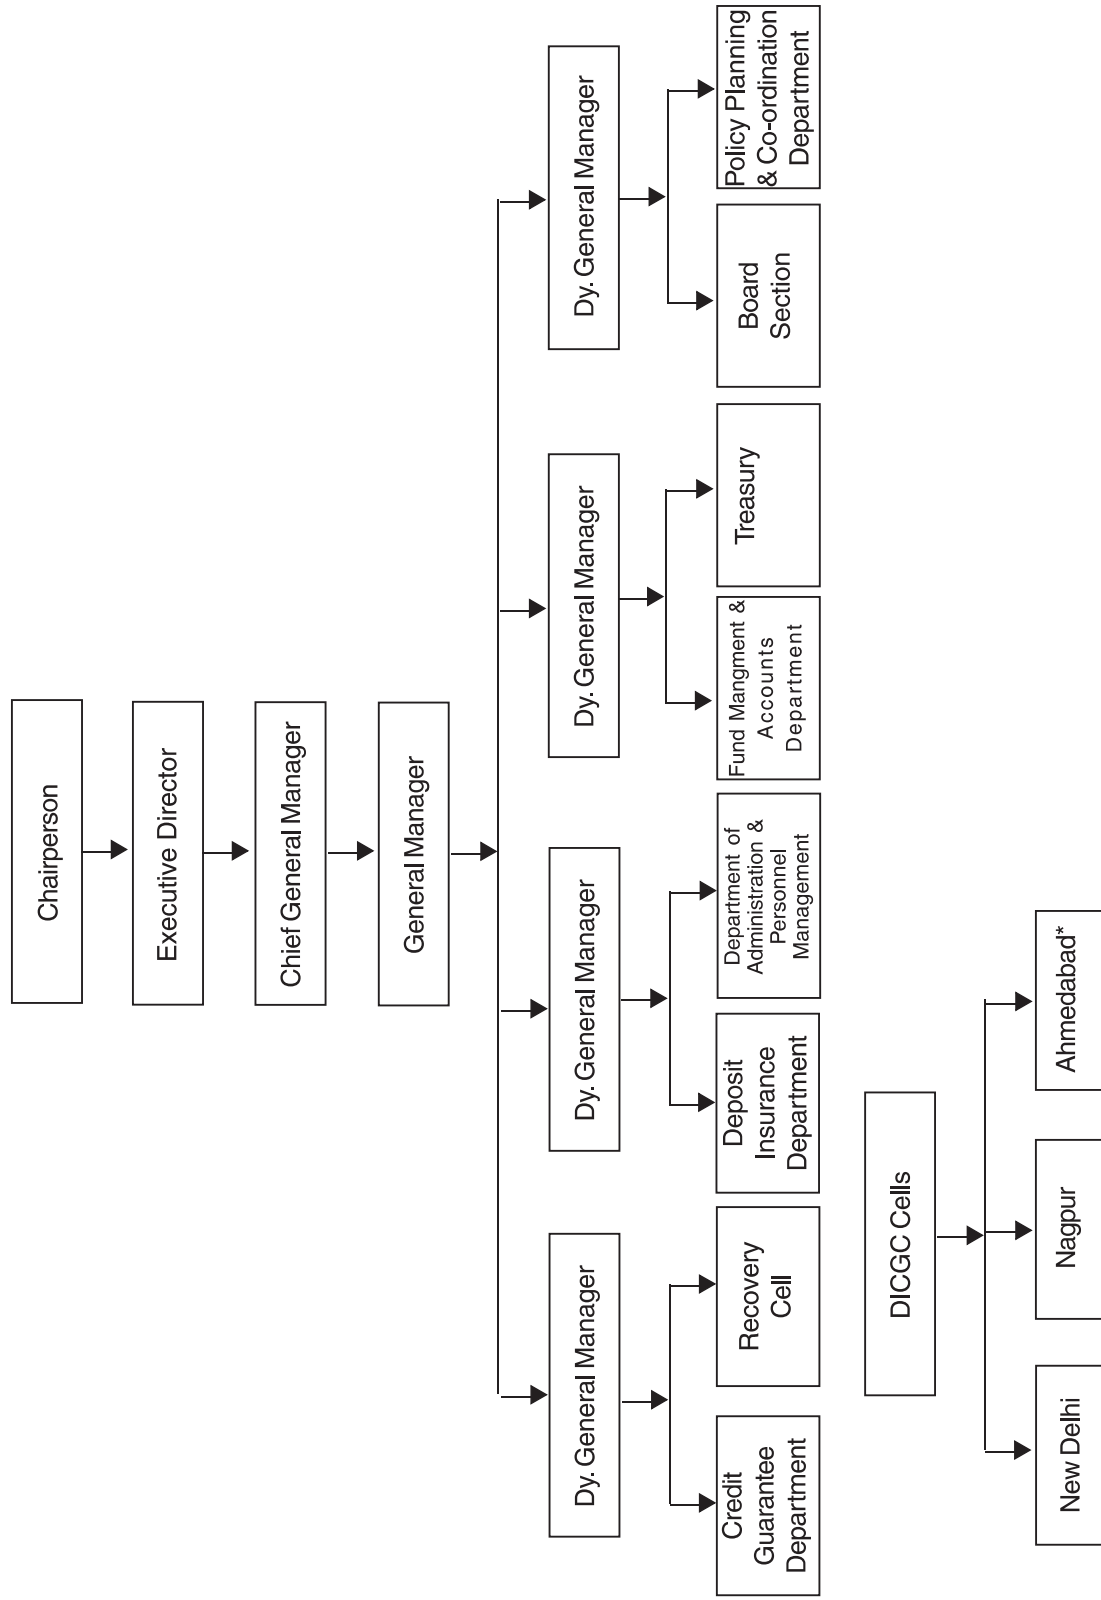 Chairperson
Executive Director
Chief General Manager
General Manager
Dy. General Manager
Dy. General Manager
Dy. General Manager
Dy. General Manager
Credit
Guarantee
Department
Recovery
Cell
Deposit
Insurance
Department
Department of
Administration &
Personnel
Management
Fund Mangment &
Accounts
Department
Treasury
Board
Section
Policy Planning
& Co-ordination
Department
DICGC Cells
New Delhi
Nagpur
Ahmedabad*